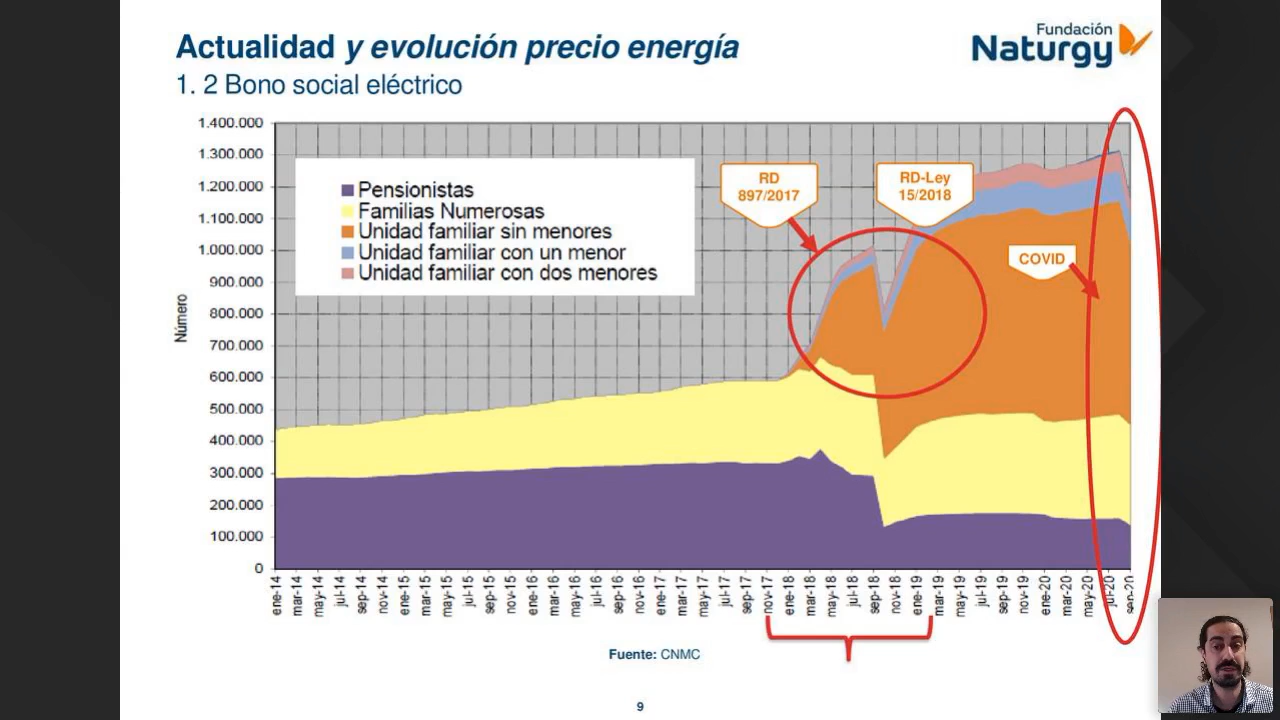 Actualidad y evolución precio energía
1. 2 Bono social eléctrico
Fundación
Naturgy
1.400.000
1.300.000
1.200.000
1.100.000
1.000.000
900.000
800.000
700.000
600.000
500.000
400.000
300.000
200.000
100.000
0
Número
Pensionistas
Familias Numerosas
Unidad familiar sin menores
Unidad familiar con un menor
Unidad familiar con dos menores
RD
897/2017
RD-Ley
15/2018
COVID
ene-14
mar-14
may-14
jul-14
sep-14
nov-14
ene-15
mar-15
may-15
jul-15
sep-15
nov-15
ene-16
mar-16
may-16
jul-16
sep-16
nov-16
ene-17
mar-17
may-17
jul-17
sep-17
nov-17
ene-18
mar-18
may-18
jul-18
sep-18
nov-18
ene-19
mar-19
may-19
jul-19
sep-19
nov-19
ene-20
mar-20
may-20
jul-20
sep-20
Fuente: CNMC
9